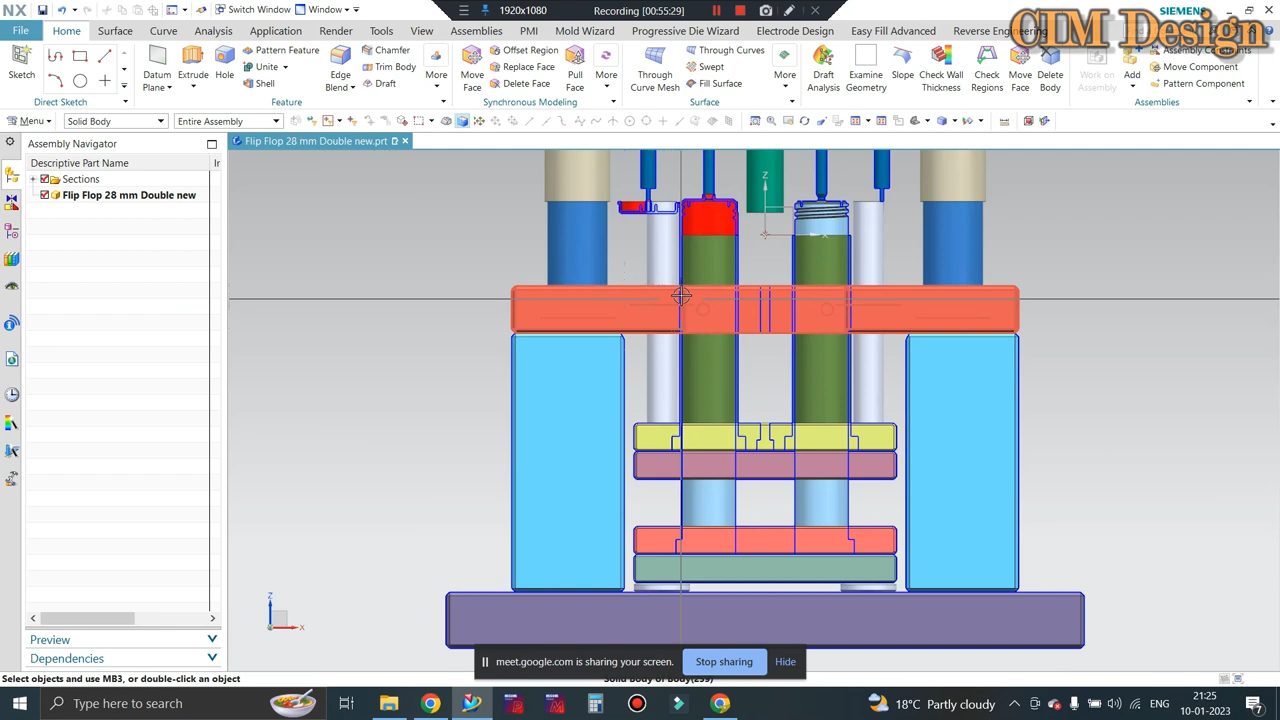 NX
Switch Window
Window
1920x1080
Recording [00:55:29]
SIEMENS
CIM Design
File
Home
Surface
Curve
Analysis
Application
Render
Tools
View
Assemblies
PMI
Mold Wizard
Progressive Die Wizard
Electrode Design
Easy Fill Advanced
Reverse Engineering
Sketch
Datum Plane
Extrude
Hole
Pattern Feature
Unite
Shell
Edge Blend
Chamfer
Trim Body
Draft
More
Move Face
Offset Region
Replace Face
Delete Face
Pull Face
More
Through Curve Mesh
Through Curves
Swept
Fill Surface
More
Draft Analysis
Examine Geometry
Slope
Check Wall Thickness
Check Regions
Move Face
Delete Body
Work on Assembly
Add
Assembly Constraints
Move Component
Pattern Component
Direct Sketch
Feature
Synchronous Modeling
Surface
Assemblies
Menu
Solid Body
Entire Assembly
Assembly Navigator
Flip Flop 28 mm Double new.prt
Descriptive Part Name
Ir
Sections
Flip Flop 28 mm Double new
Z
X
Z
X
Preview
Dependencies
meet.google.com is sharing your screen.
Stop sharing
Hide
Select objects and use MB3, or double-click an object
Type here to search
18°C Partly cloudy
ENG
21:25
10-01-2023
7